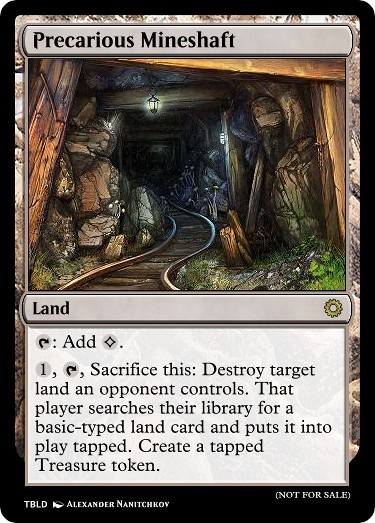 Precarious Mineshaft
Land
: Add .
1, , Sacrifice this: Destroy target
land an opponent controls. That
player searches their library for a
basic-typed land card and puts it into
play tapped. Create a tapped
Treasure token.
TBLD Alexander Nanitchkov
(NOT FOR SALE)